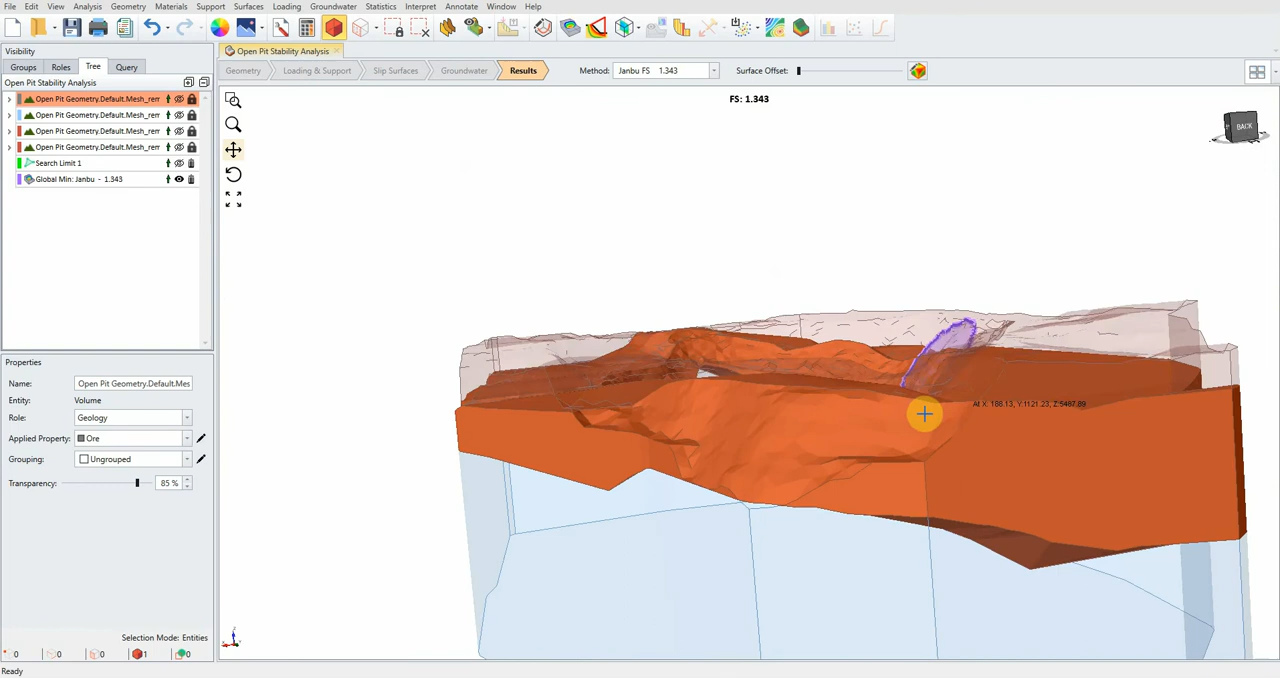 File Edit View Analysis Geometry Materials Support Surfaces Loading Groundwater Statistics Interpret Annotate Window Help
Visibility
Open Pit Stability Analysis
Groups Roles Tree Query
Geometry Loading & Support Slip Surfaces Groundwater Results Method: Janbu FS 1.343 Surface Offset:
Open Pit Stability Analysis
Open Pit Geometry.Default.Mesh_rem
FS: 1.343
Open Pit Geometry.Default.Mesh_rem
Open Pit Geometry.Default.Mesh_rem
BACK
Open Pit Geometry.Default.Mesh_rem
Search Limit 1
Global Min: Janbu - 1.343
Properties
Name: Open Pit Geometry.Default.Mes
Entity: Volume
At X: 188.13, Y:1121.23, Z:5467.89
Role: Geology
Applied Property: Ore
Grouping: Ungrouped
Transparency: 85 %
Selection Mode: Entities
0 0 0 1 0
Ready